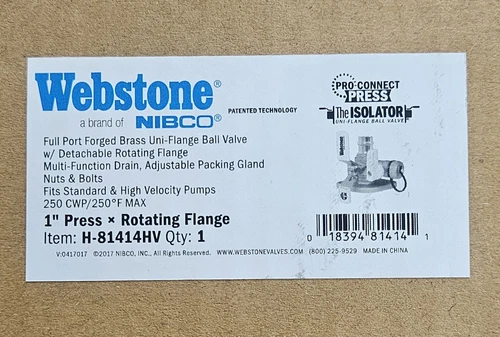 Webstone®
a brand of NIBCO®
PATENTED TECHNOLOGY
PRO-CONNECT
PRESS
The ISOLATOR®
UNI-FLANGE BALL VALVE
Full Port Forged Brass Uni-Flange Ball Valve
w/ Detachable Rotating Flange
Multi-Function Drain, Adjustable Packing Gland
Nuts & Bolts
Fits Standard & High Velocity Pumps
250 CWP/250°F MAX
1" Press × Rotating Flange
Item: H-81414HV Qty: 1
0 18394 81414 1
V:0417017 ©2017 NIBCO, INC., All Rights Reserved. WWW.WEBSTONEVALVES.COM (800) 225-9529 MADE IN CHINA